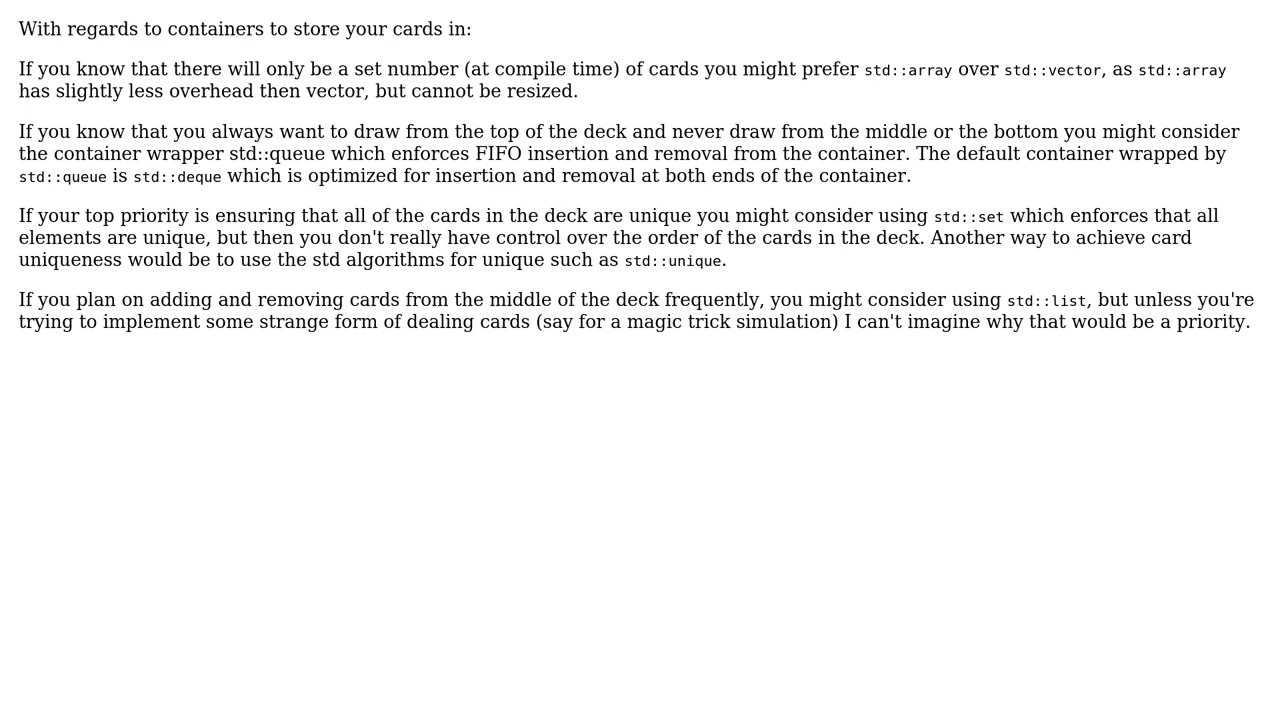 With regards to containers to store your cards in:
If you know that there will only be a set number (at compile time) of cards you might prefer std::array over std::vector, as std::array
has slightly less overhead then vector, but cannot be resized.
If you know that you always want to draw from the top of the deck and never draw from the middle or the bottom you might consider
the container wrapper std::queue which enforces FIFO insertion and removal from the container. The default container wrapped by
std::queue is std::deque which is optimized for insertion and removal at both ends of the container.
If your top priority is ensuring that all of the cards in the deck are unique you might consider using std::set which enforces that all
elements are unique, but then you don't really have control over the order of the cards in the deck. Another way to achieve card
uniqueness would be to use the std algorithms for unique such as std::unique.
If you plan on adding and removing cards from the middle of the deck frequently, you might consider using std::list, but unless you're
trying to implement some strange form of dealing cards (say for a magic trick simulation) I can't imagine why that would be a priority.